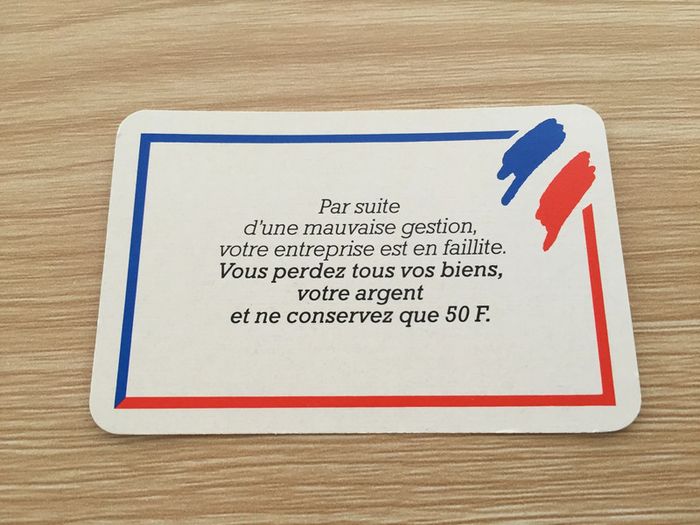 Par suite
d'une mauvaise gestion,
votre entreprise est en faillite.
Vous perdez tous vos biens,
votre argent
et ne conservez que 50 F.